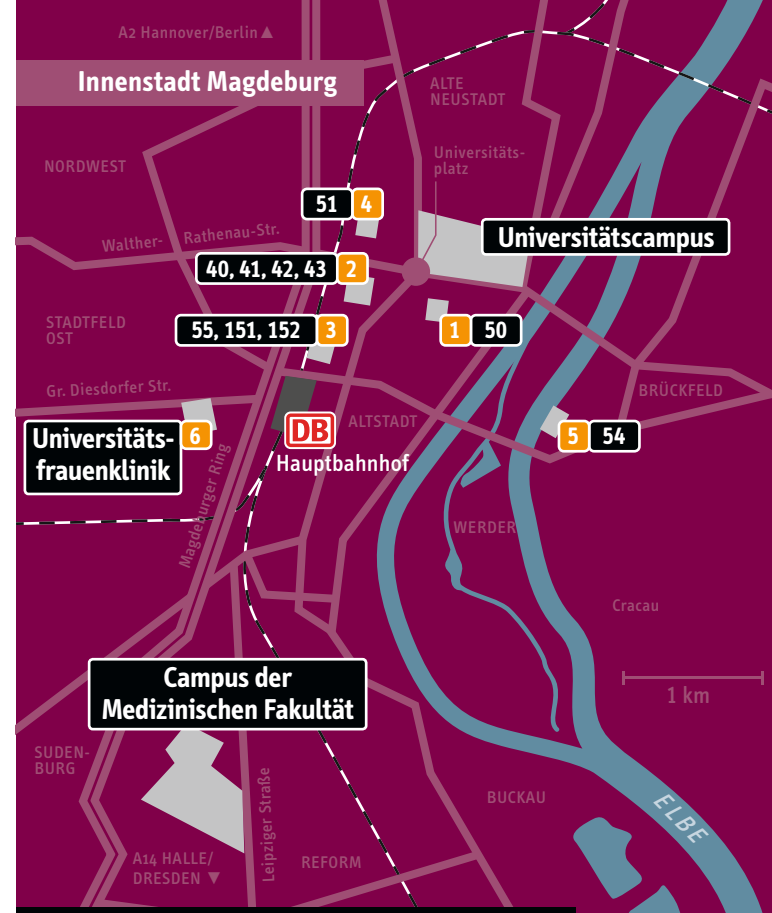 A2 Hannover/Berlin ▲
Innenstadt Magdeburg
ALTE
NEUSTADT
Universitäts-
platz
NORDWEST
51 4
Walther- Rathenau-Str.
Universitätscampus
40, 41, 42, 43 2
STADTFELD
OST
55, 151, 152 3
1 50
Gr. Diesdorfer Str.
BRÜCKFELD
ALTSTADT
DB
Hauptbahnhof
6
Universitäts-
frauenklinik
5 54
Magdeburger Ring
WERDER
Cracau
1 km
Campus der
Medizinischen Fakultät
SUDEN-
BURG
BUCKAU
ELBE
Leipziger Straße
A14 HALLE/
DRESDEN ▼
REFORM